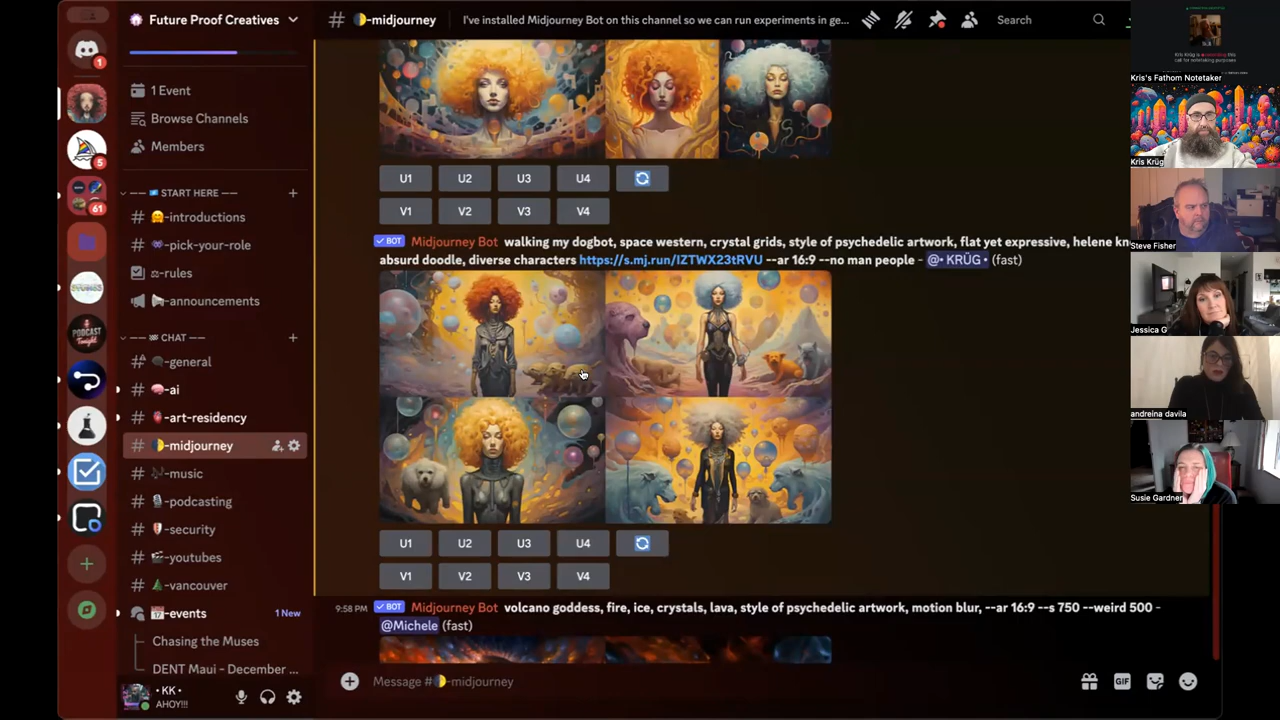 Future Proof Creatives
🌓-midjourney
I've installed Midjourney Bot on this channel so we can run experiments in ge...
Search
1 Event
Browse Channels
Members
START HERE
-introductions
-pick-your-role
-rules
-announcements
CHAT
-general
-ai
-art-residency
-midjourney
-music
-podcasting
-security
-youtubes
-vancouver
-events
1 New
Chasing the Muses
DENT Maui - December ...
• KK •
AHOY!!!
1
5
61
PODCAST
U1 U2 U3 U4
V1 V2 V3 V4
BOT Midjourney Bot walking my dogbot, space western, crystal grids, style of psychedelic artwork, flat yet expressive, helene kn
absurd doodle, diverse characters https://s.mj.run/IZTWX23tRVU --ar 16:9 --no man people - @• KRÜG • (fast)
U1 U2 U3 U4
V1 V2 V3 V4
9:58 PM BOT Midjourney Bot volcano goddess, fire, ice, crystals, lava, style of psychedelic artwork, motion blur, --ar 16:9 --s 750 --weird 500 -
@Michele (fast)
Message #🌓-midjourney
GIF
Kris's Fathom Notetaker
Kris Krüg
Steve Fisher
Jessica G
andreina davila
Susie Gardner